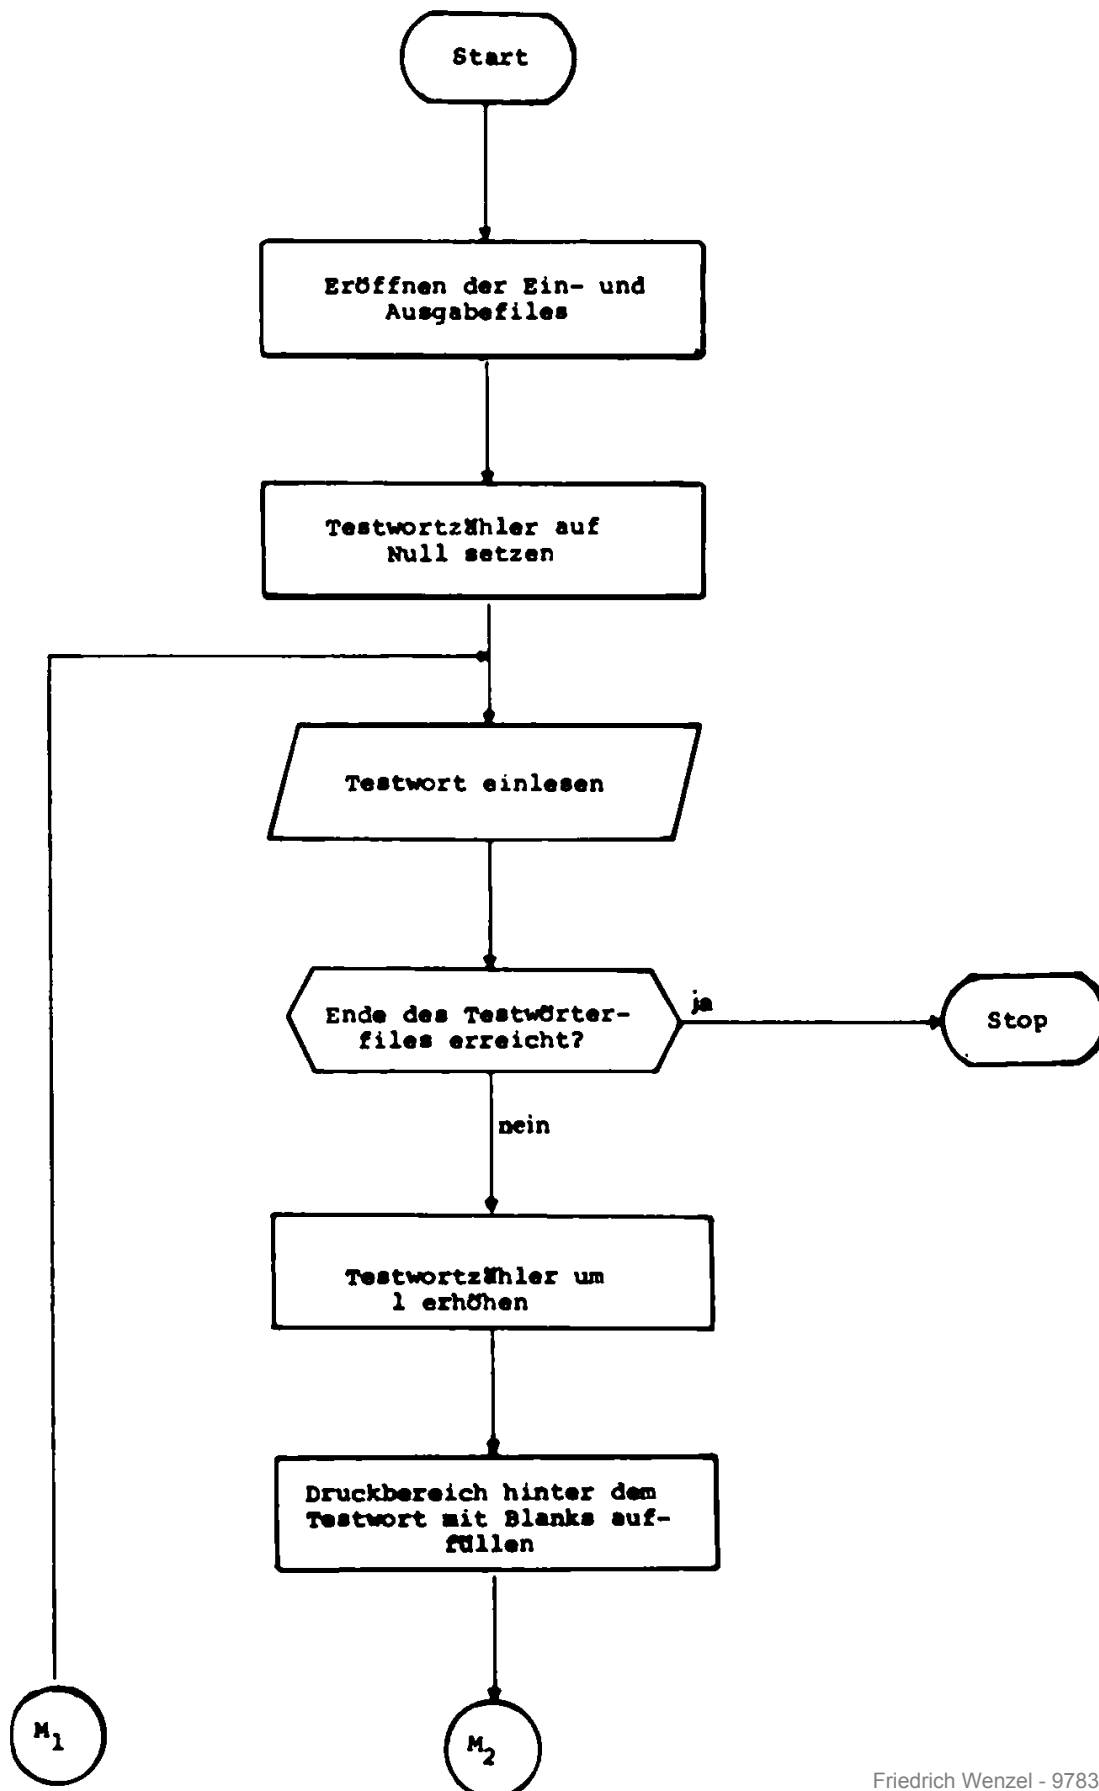 Start
Eröffnen der Ein- und
Ausgabefiles
Testwortzähler auf
Null setzen
Testwort einlesen
Ende des Testwörter-
files erreicht?
ja
Stop
nein
Testwortzähler um
1 erhöhen
Druckbereich hinter dem
Testwort mit Blanks auf-
füllen
M1
M2
Friedrich Wenzel - 9783